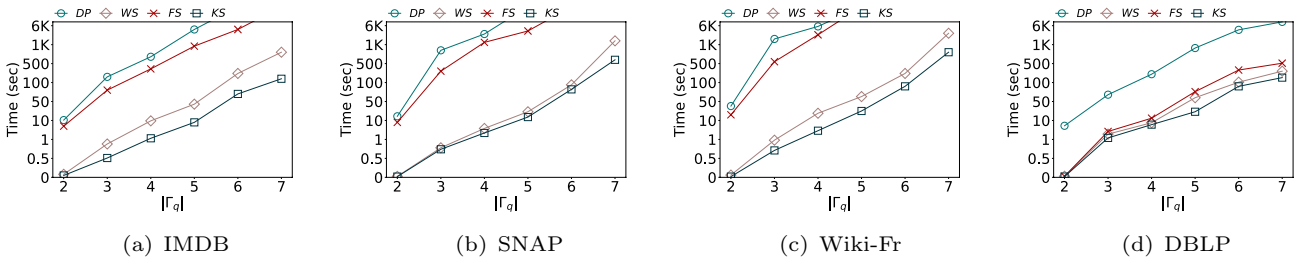 DP WS FS KS
6K
1K
500
100
50
10
1
0.5
0
Time (sec)
2 3 4 5 6 7
|Γq|
(a) IMDB
DP WS FS KS
6K
1K
500
100
50
10
1
0.5
0
Time (sec)
2 3 4 5 6 7
|Γq|
(b) SNAP
DP WS FS KS
6K
1K
500
100
50
10
1
0.5
0
Time (sec)
2 3 4 5 6 7
|Γq|
(c) Wiki-Fr
DP WS FS KS
6K
1K
500
100
50
10
1
0.5
0
Time (sec)
2 3 4 5 6 7
|Γq|
(d) DBLP